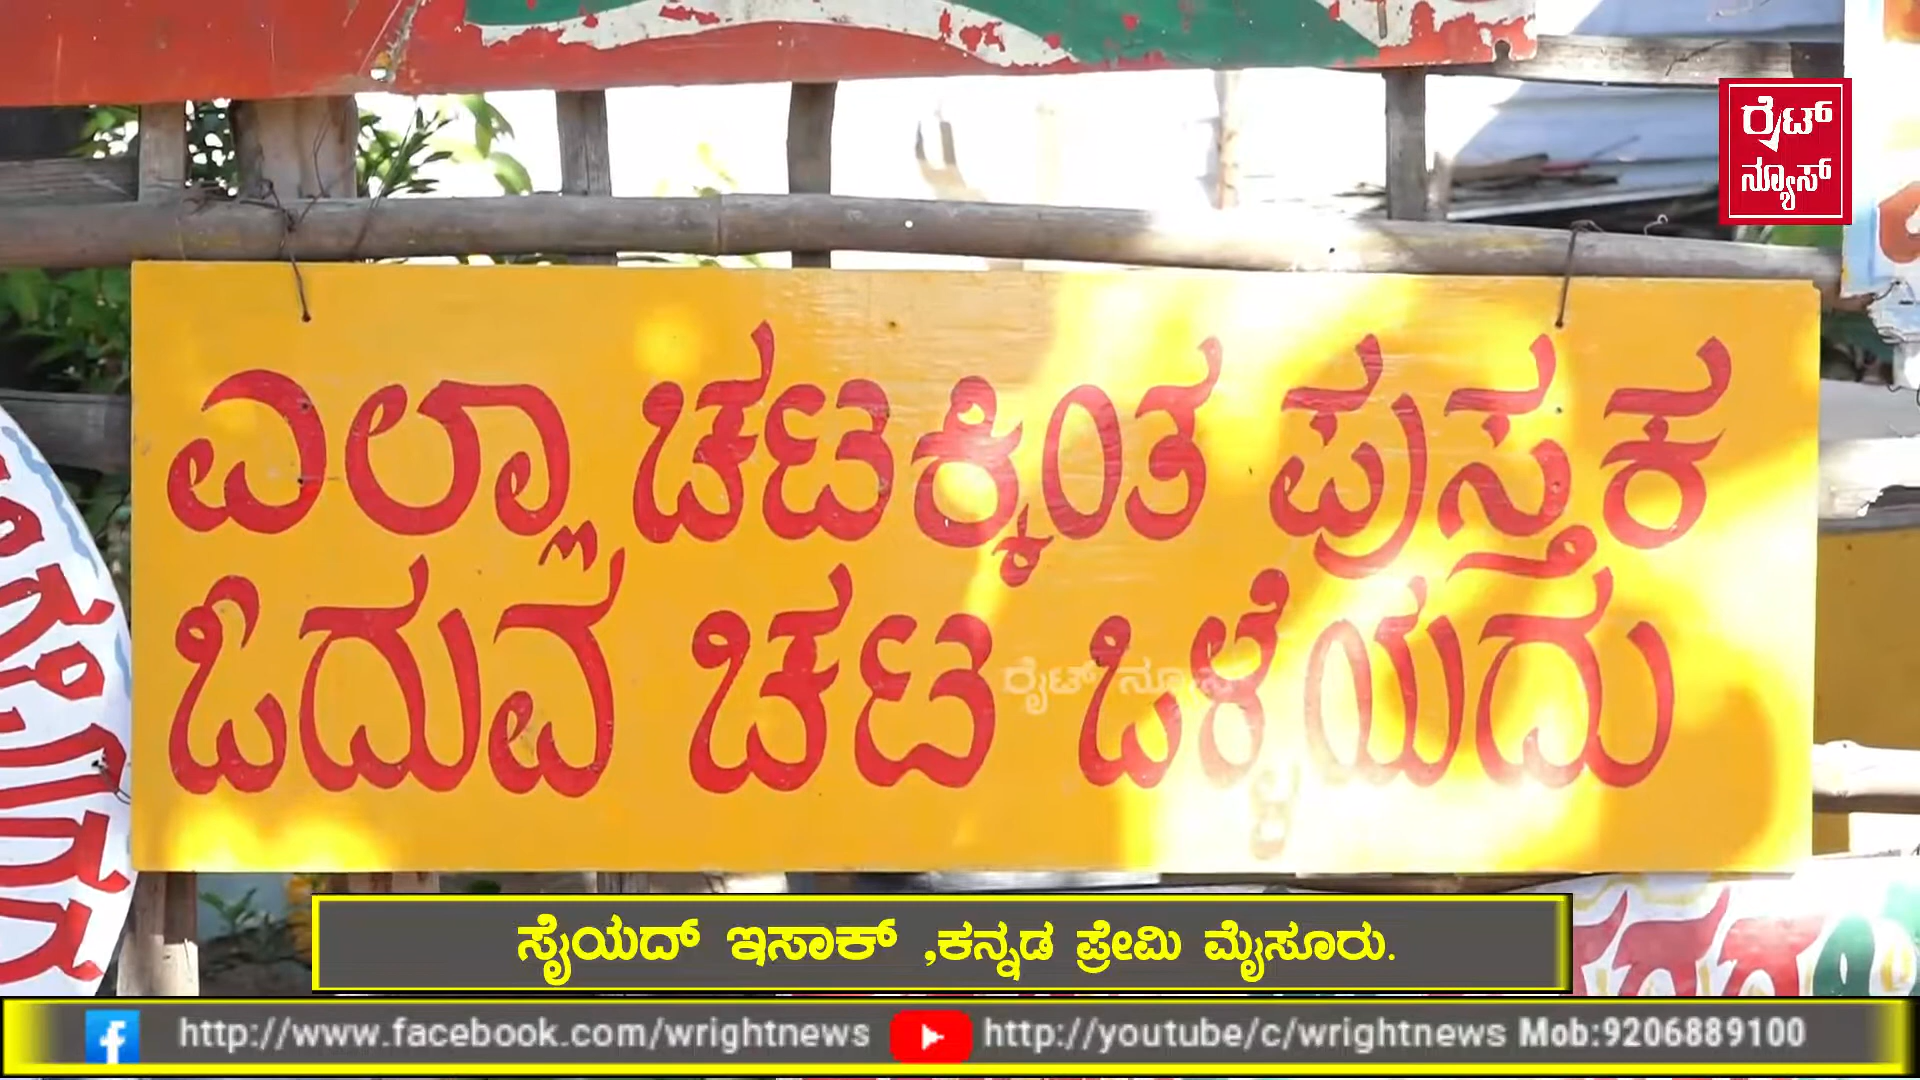 ರೈಟ್
ನ್ಯೂಸ್
ಎಲ್ಲಾ ಚಟಕ್ಕಿಂತ ಪುಸ್ತಕ
ಓದುವ ಚಟ ಒಳ್ಳೆಯದು
ರೈಟ್ ನ್ಯೂಸ್
ಸೈಯದ್ ಇಸಾಕ್ ,ಕನ್ನಡ ಪ್ರೇಮಿ ಮೈಸೂರು.
http://www.facebook.com/wrightnews http://youtube/c/wrightnews Mob:9206889100